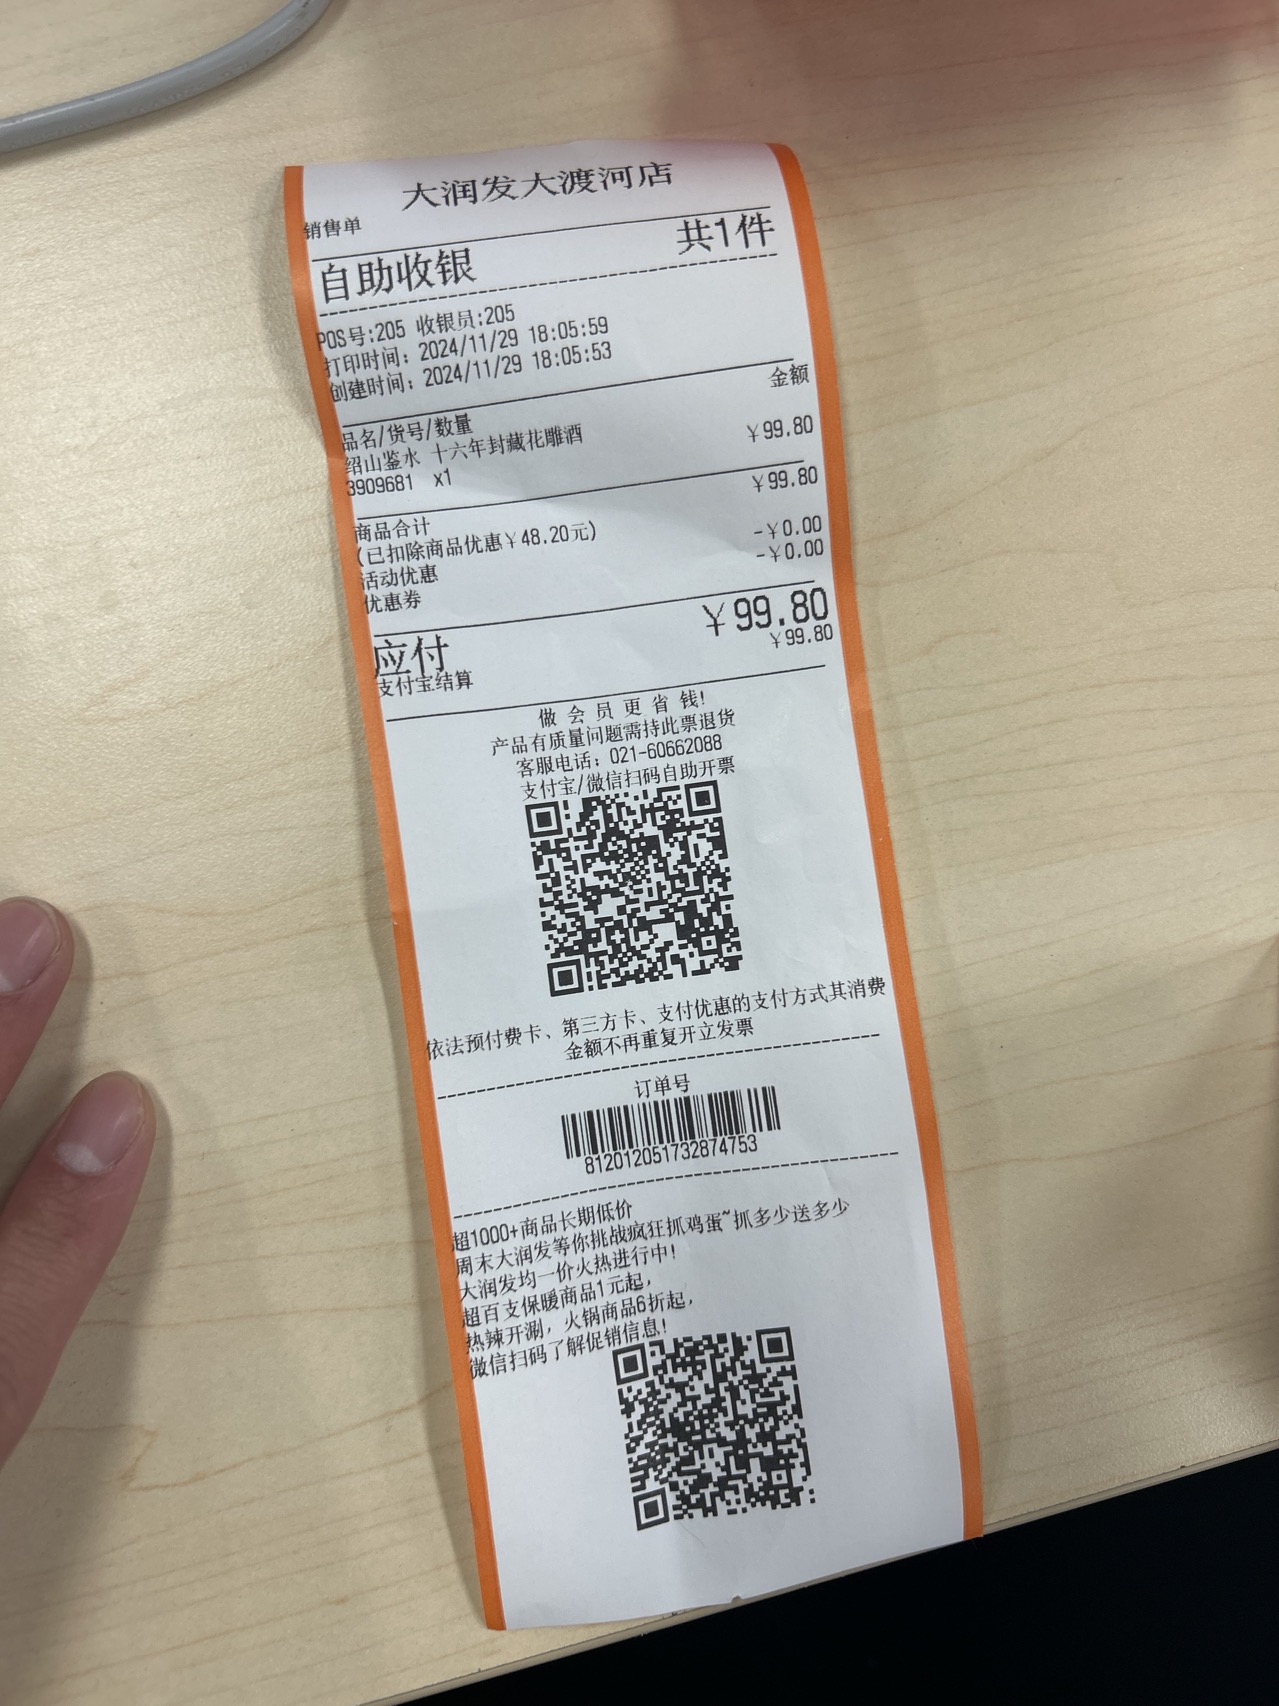 大润发大渡河店
销售单
自助收银 共1件
POS号:205 收银员:205
打印时间: 2024/11/29 18:05:59
创建时间: 2024/11/29 18:05:53
金额
品名/货号/数量
绍山鉴水 十六年封藏花雕酒 ￥99.80
3909681 x1
商品合计 ￥99.80
(已扣除商品优惠￥48.20元)
活动优惠 -￥0.00
优惠券 -￥0.00
应付 ￥99.80
支付宝结算 ￥99.80
做 会 员 更 省 钱!
产品有质量问题需持此票退货
客服电话: 021-60662088
支付宝/微信扫码自助开票
依法预付费卡、第三方卡、支付优惠的支付方式其消费
金额不再重复开立发票
订单号
812012051732874753
超1000+商品长期低价
周末大润发等你挑战疯狂抓鸡蛋~抓多少送多少
大润发均一价火热进行中!
超百支保暖商品1元起,
热辣开涮, 火锅商品6折起,
微信扫码了解促销信息!